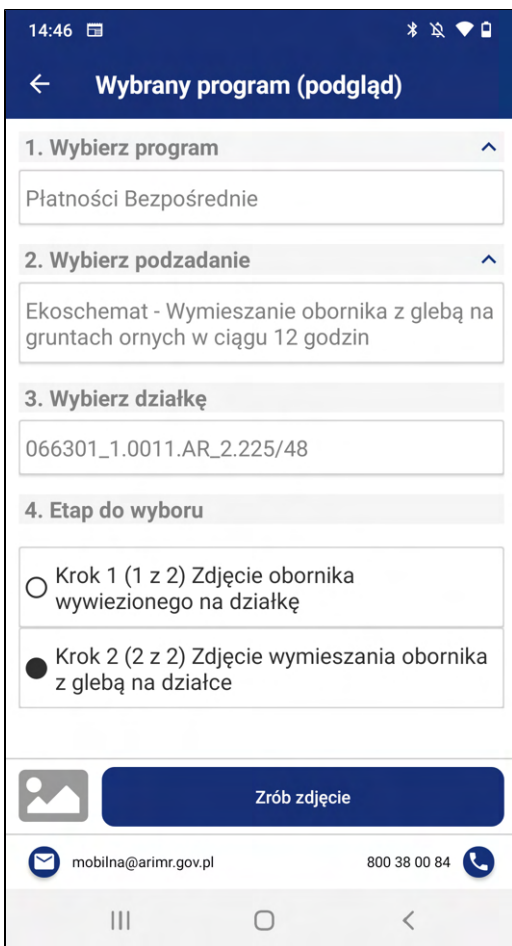 14:46
Wybrany program (podgląd)
1. Wybierz program
Płatności Bezpośrednie
2. Wybierz podzadanie
Ekoschemat - Wymieszanie obornika z glebą na
gruntach ornych w ciągu 12 godzin
3. Wybierz działkę
066301_1.0011.AR_2.225/48
4. Etap do wyboru
Krok 1 (1 z 2) Zdjęcie obornika
wywiezionego na działkę
Krok 2 (2 z 2) Zdjęcie wymieszania obornika
z glebą na działce
Zrób zdjęcie
mobilna@arimr.gov.pl 800 38 00 84